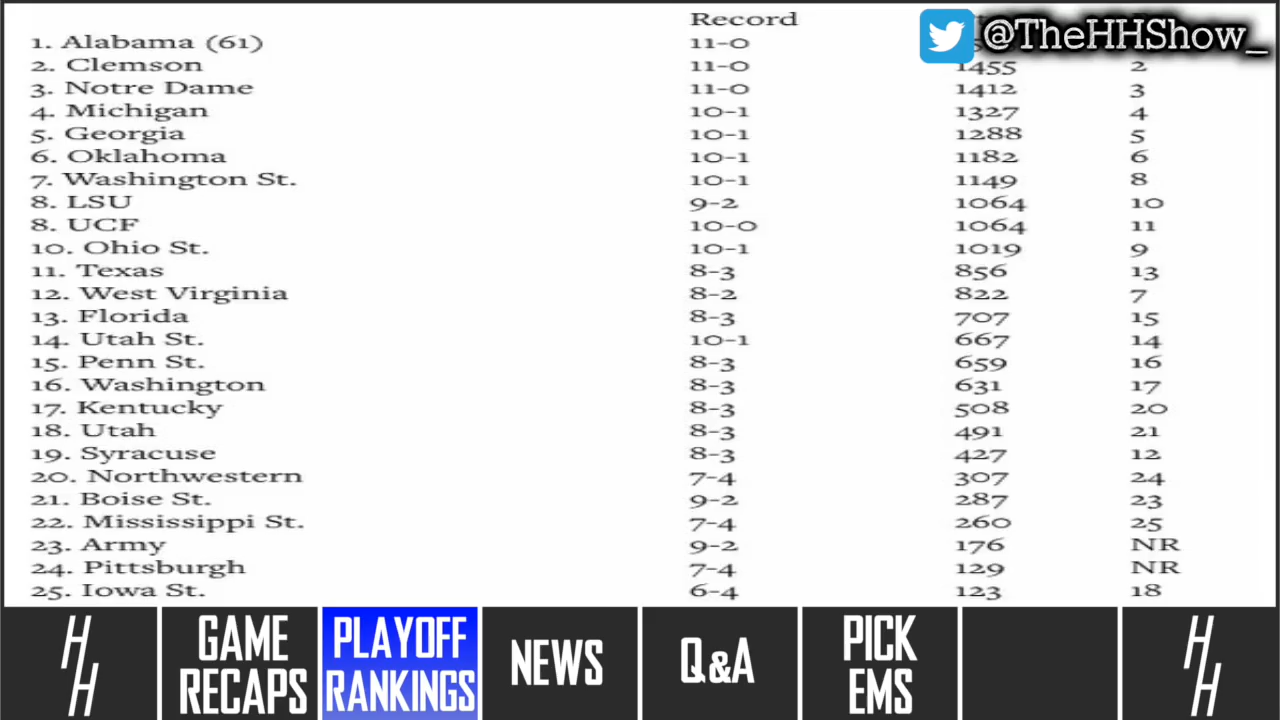 Record
@TheHHShow_
1. Alabama (61) 11-0
2. Clemson 11-0 1455 2
3. Notre Dame 11-0 1412 3
4. Michigan 10-1 1327 4
5. Georgia 10-1 1288 5
6. Oklahoma 10-1 1182 6
7. Washington St. 10-1 1149 8
8. LSU 9-2 1064 10
8. UCF 10-0 1064 11
10. Ohio St. 10-1 1019 9
11. Texas 8-3 856 13
12. West Virginia 8-2 822 7
13. Florida 8-3 707 15
14. Utah St. 10-1 667 14
15. Penn St. 8-3 659 16
16. Washington 8-3 631 17
17. Kentucky 8-3 508 20
18. Utah 8-3 491 21
19. Syracuse 8-3 427 12
20. Northwestern 7-4 307 24
21. Boise St. 9-2 287 23
22. Mississippi St. 7-4 260 25
23. Army 9-2 176 NR
24. Pittsburgh 7-4 129 NR
25. Iowa St. 6-4 123 18
HH
GAME RECAPS
PLAYOFF RANKINGS
NEWS
Q&A
PICK EMS
HH